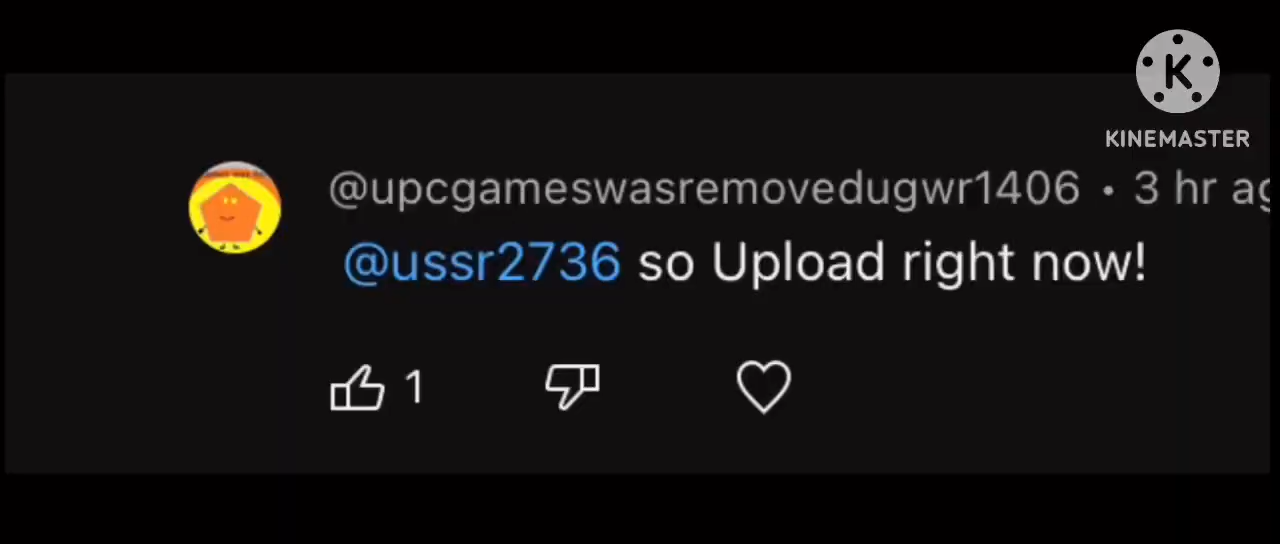 K
KINEMASTER
@upcgameswasremovedugwr1406 • 3 hr ag
@ussr2736 so Upload right now!
1